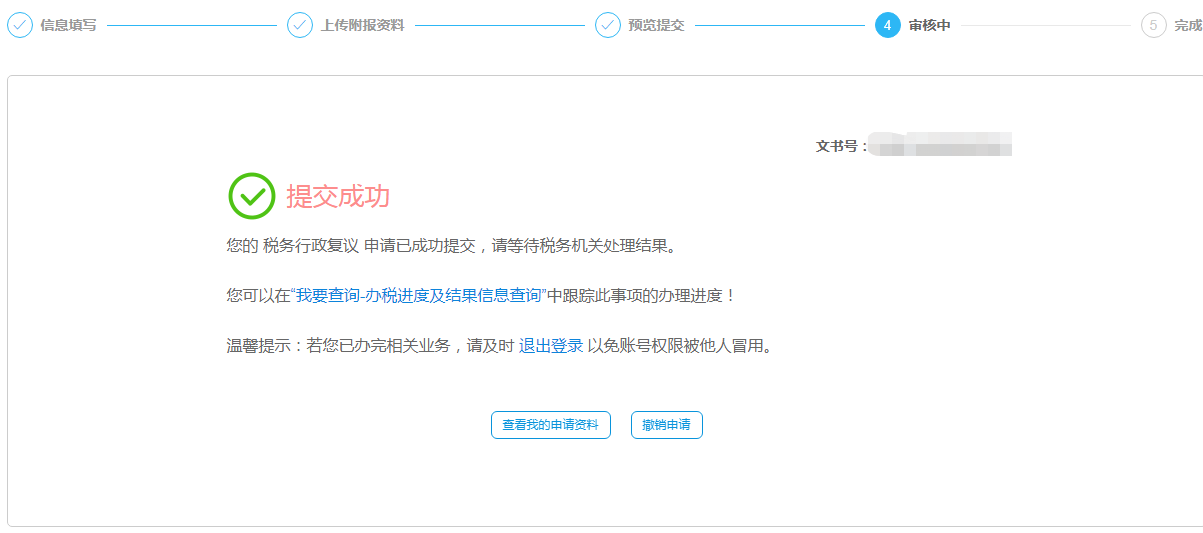 信息填写
上传附报资料
预览提交
4 审核中
5 完成
文书号：
提交成功
您的 税务行政复议 申请已成功提交，请等待税务机关处理结果。
您可以在“我要查询-办税进度及结果信息查询”中跟踪此事项的办理进度！
温馨提示：若您已办完相关业务，请及时 退出登录 以免账号权限被他人冒用。
查看我的申请资料
撤销申请